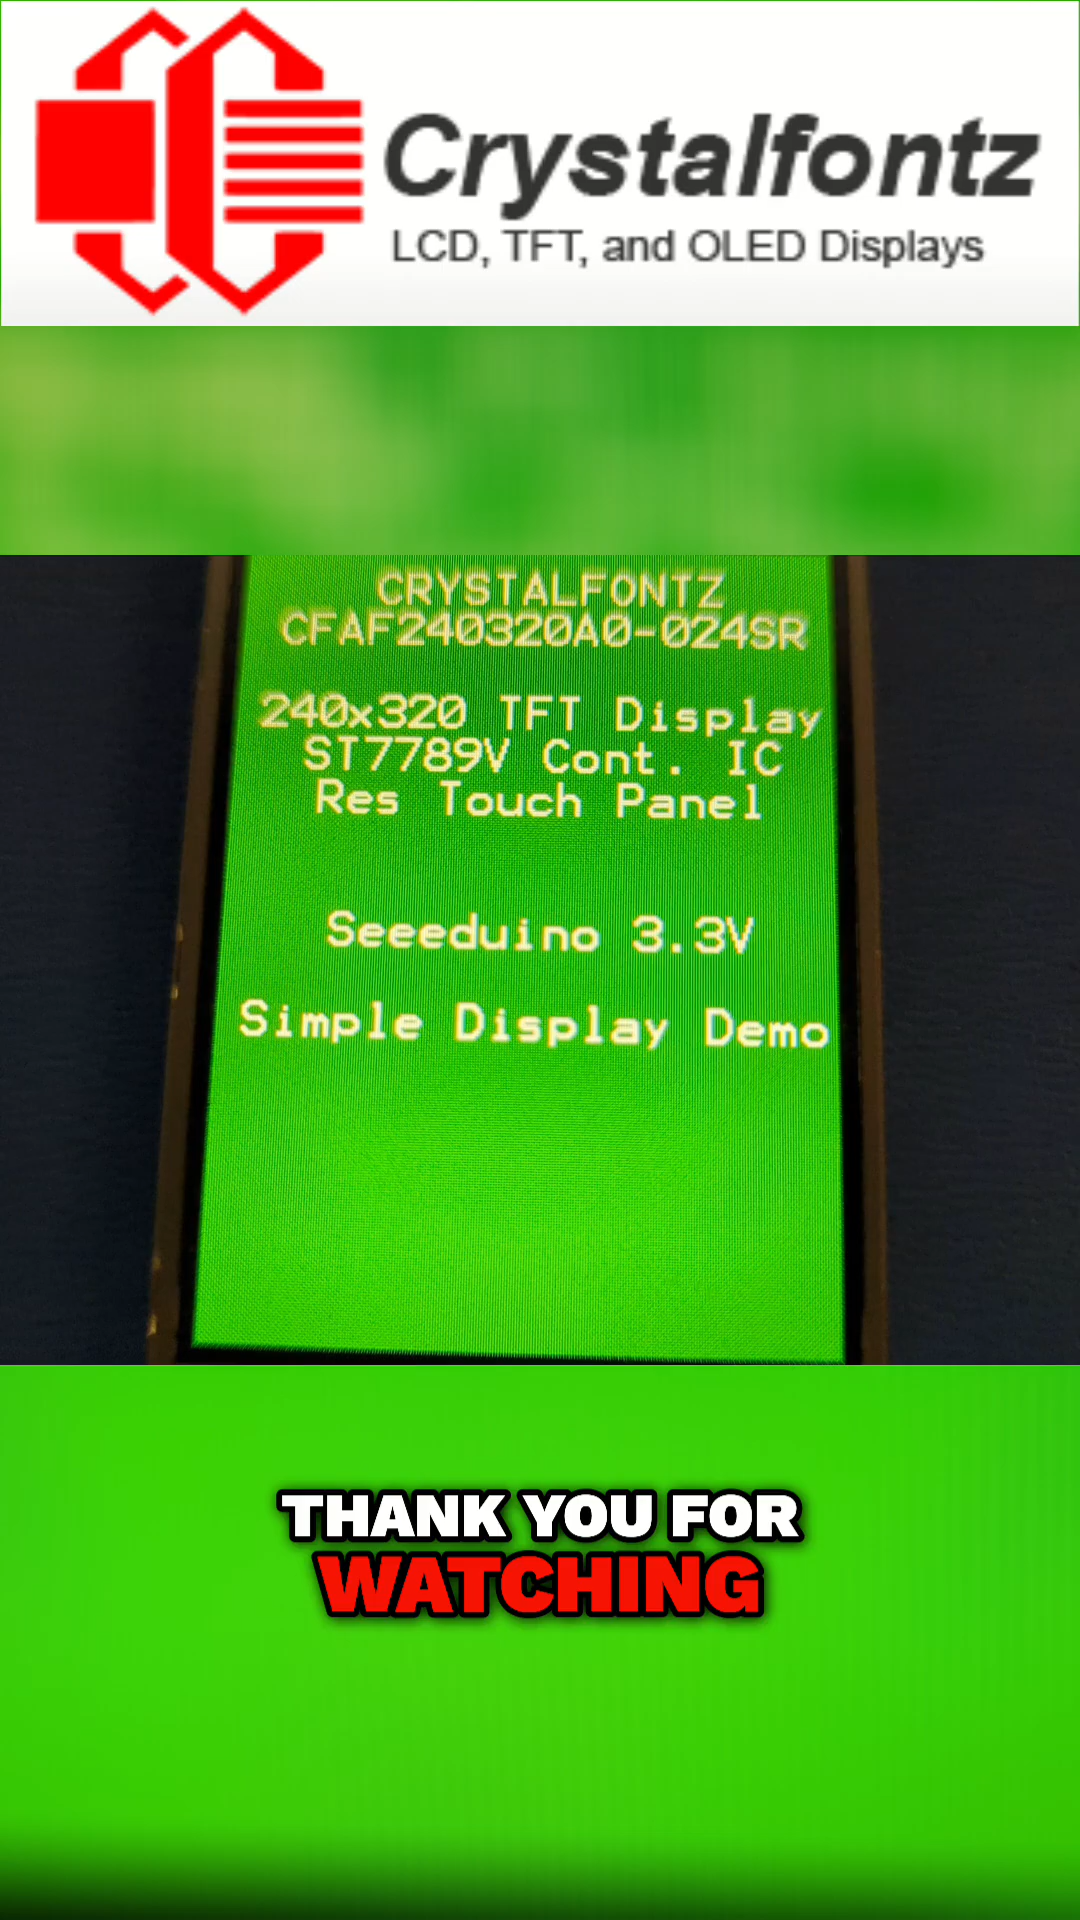 Crystalfontz
LCD, TFT, and OLED Displays
CRYSTALFONTZ
CFAF240320A0-024SR
240x320 TFT Display
ST7789V Cont. IC
Res Touch Panel
Seeeduino 3.3V
Simple Display Demo
THANK YOU FOR
WATCHING